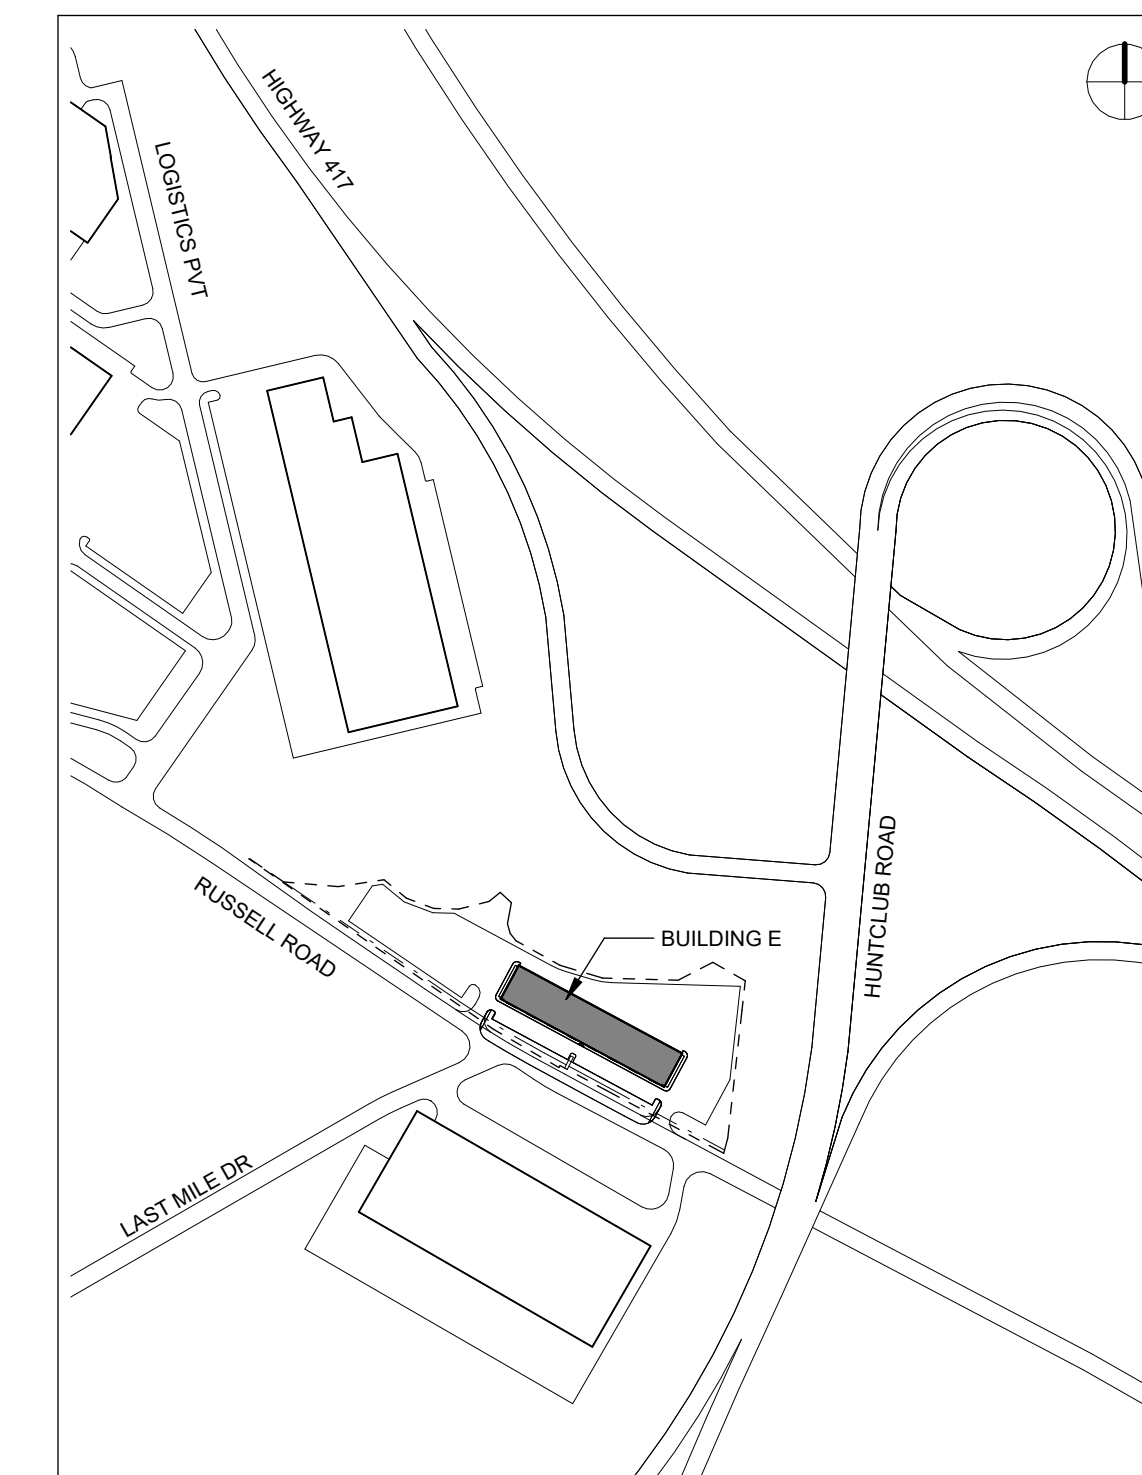 HIGHWAY 417
LOGISTICS PVT
HUNTCLUB ROAD
RUSSELL ROAD
BUILDING E
LAST MILE DR